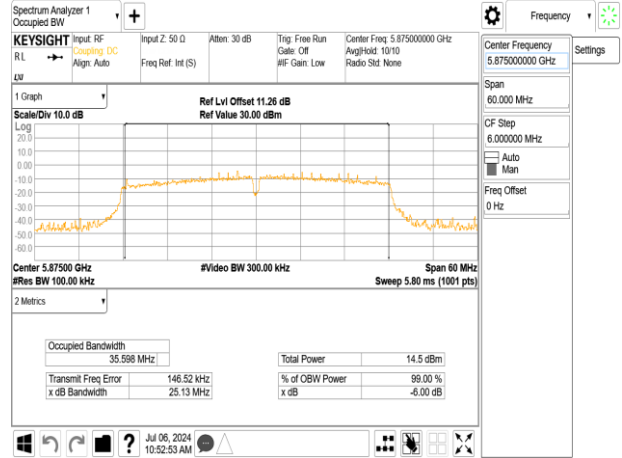 Spectrum Analyzer 1
Occupied BW
Frequency
KEYSIGHT
R L
Input: RF
Coupling: DC
Align: Auto
Input Z: 50 Ω
Freq Ref: Int (S)
Atten: 30 dB
Trig: Free Run
Gate: Off
#IF Gain: Low
Center Freq: 5.875000000 GHz
Avg|Hold: 10/10
Radio Std: None
Center Frequency
5.875000000 GHz
Settings
Span
60.000 MHz
CF Step
6.000000 MHz
Auto
Man
Freq Offset
0 Hz
1 Graph
Scale/Div 10.0 dB
Ref Lvl Offset 11.26 dB
Ref Value 30.00 dBm
Log
20.0
10.0
0.00
-10.0
-20.0
-30.0
-40.0
-50.0
-60.0
Center 5.87500 GHz
#Video BW 300.00 kHz
Span 60 MHz
#Res BW 100.00 kHz
Sweep 5.80 ms (1001 pts)
2 Metrics
Occupied Bandwidth
35.598 MHz
Total Power 14.5 dBm
Transmit Freq Error 146.52 kHz
% of OBW Power 99.00 %
x dB Bandwidth 25.13 MHz
x dB -6.00 dB
?
Jul 06, 2024
10:52:53 AM